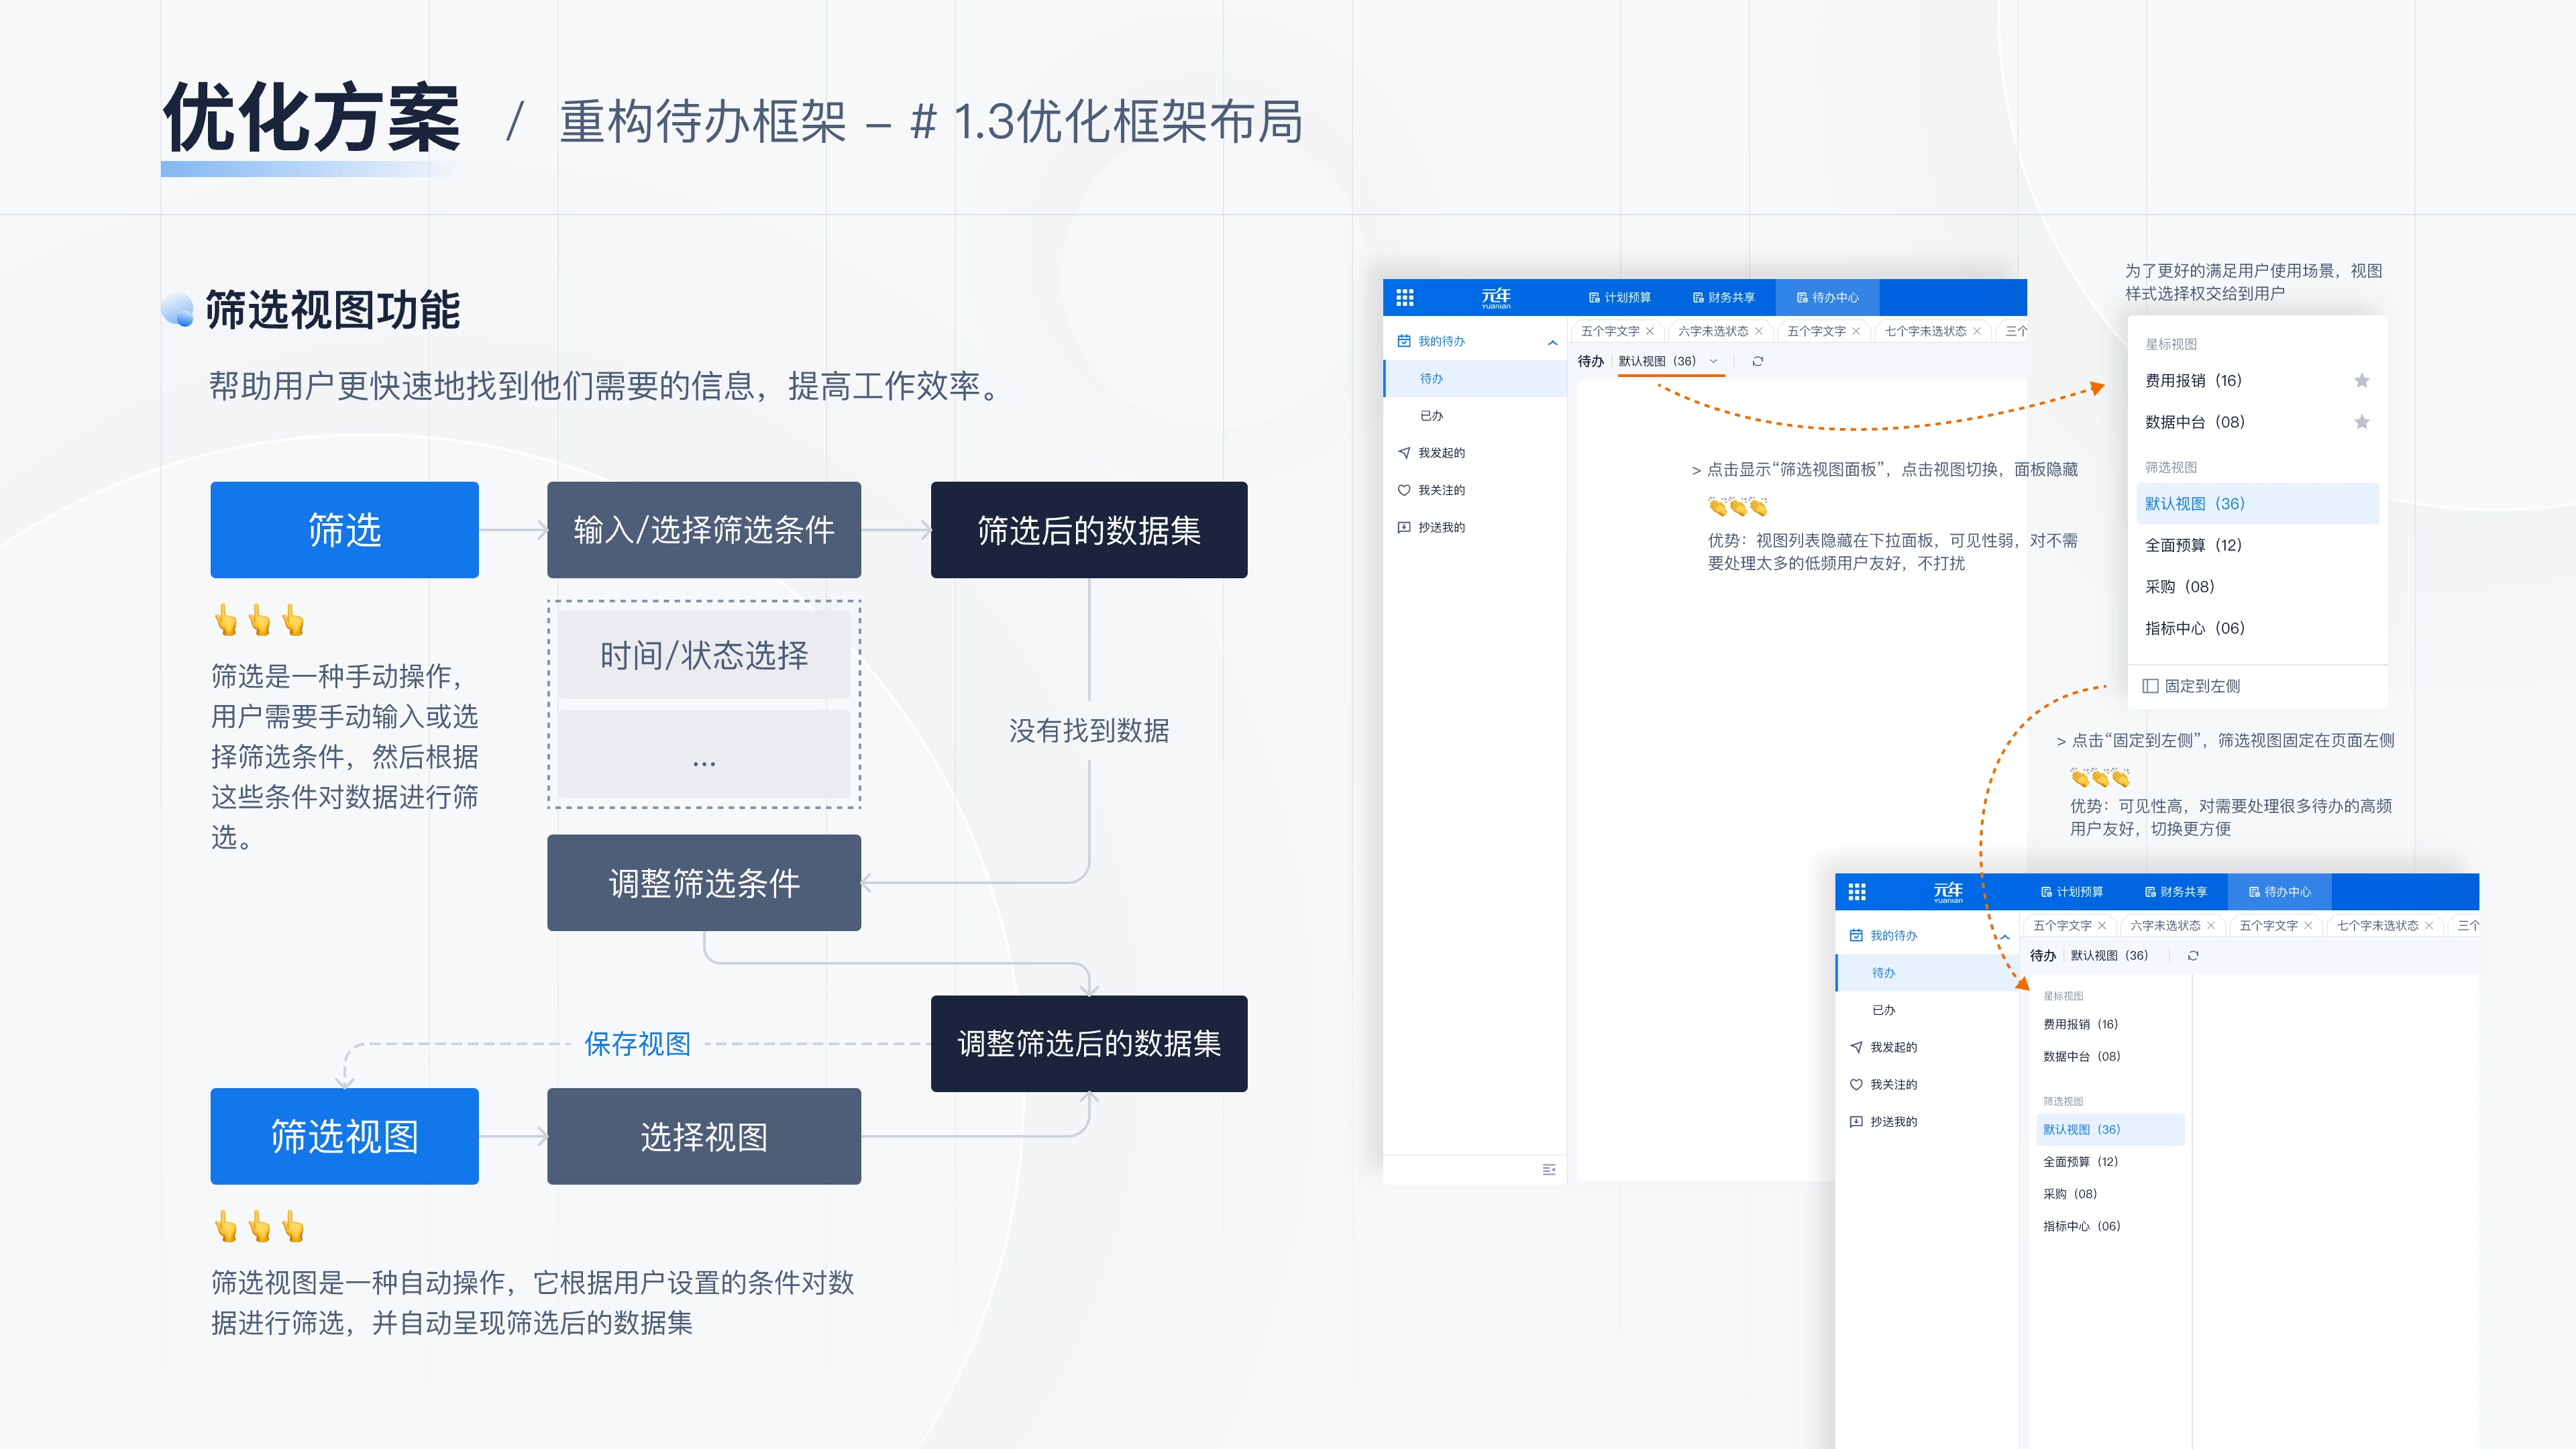 优化方案 / 重构待办框架 – # 1.3优化框架布局
筛选视图功能
帮助用户更快速地找到他们需要的信息，提高工作效率。
筛选
输入/选择筛选条件
筛选后的数据集
筛选是一种手动操作，
用户需要手动输入或选
择筛选条件，然后根据
这些条件对数据进行筛
选。
时间/状态选择
...
没有找到数据
调整筛选条件
保存视图
调整筛选后的数据集
筛选视图
选择视图
筛选视图是一种自动操作，它根据用户设置的条件对数
据进行筛选，并自动呈现筛选后的数据集
元年
yuanian
计划预算
财务共享
待办中心
我的待办
待办
已办
我发起的
我关注的
抄送我的
五个字文字
六字未选状态
五个字文字
七个字未选状态
三个
待办
默认视图（36）
> 点击显示“筛选视图面板”，点击视图切换，面板隐藏
优势：视图列表隐藏在下拉面板，可见性弱，对不需
要处理太多的低频用户友好，不打扰
为了更好的满足用户使用场景，视图
样式选择权交给到用户
星标视图
费用报销（16）
数据中台（08）
筛选视图
默认视图（36）
全面预算（12）
采购（08）
指标中心（06）
固定到左侧
> 点击“固定到左侧”，筛选视图固定在页面左侧
优势：可见性高，对需要处理很多待办的高频
用户友好，切换更方便
元年
yuanian
计划预算
财务共享
待办中心
我的待办
待办
已办
我发起的
我关注的
抄送我的
五个字文字
六字未选状态
五个字文字
七个字未选状态
三个
待办
默认视图（36）
星标视图
费用报销（16）
数据中台（08）
筛选视图
默认视图（36）
全面预算（12）
采购（08）
指标中心（06）